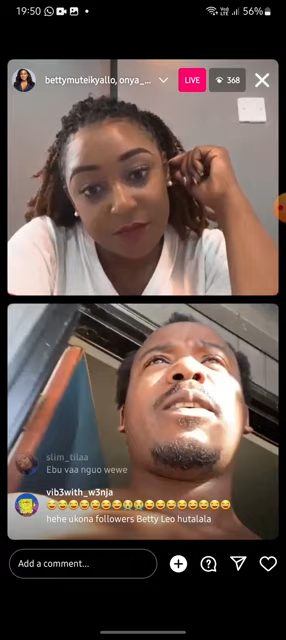 19:50
56%
bettymuteikyallo, onya_...
LIVE
368
slim_tilaa
Ebu vaa nguo wewe
vib3with_w3nja
😂😂😂😂😂😂😭😭😂😂😂😂😂😂😂
hehe ukona followers Betty Leo hutalala
Add a comment...